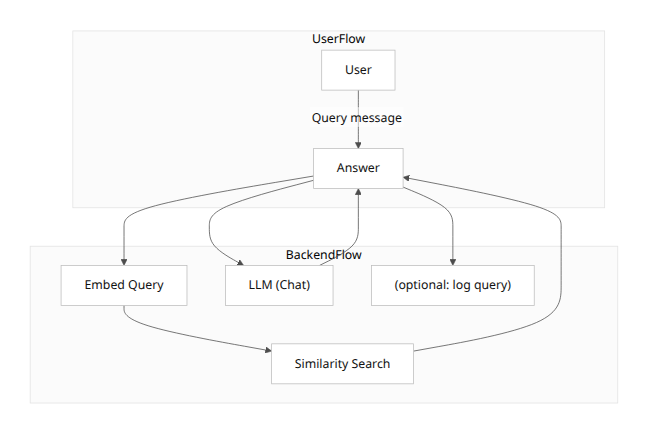 UserFlow
User
Query message
Answer
BackendFlow
Embed Query
LLM (Chat)
(optional: log query)
Similarity Search